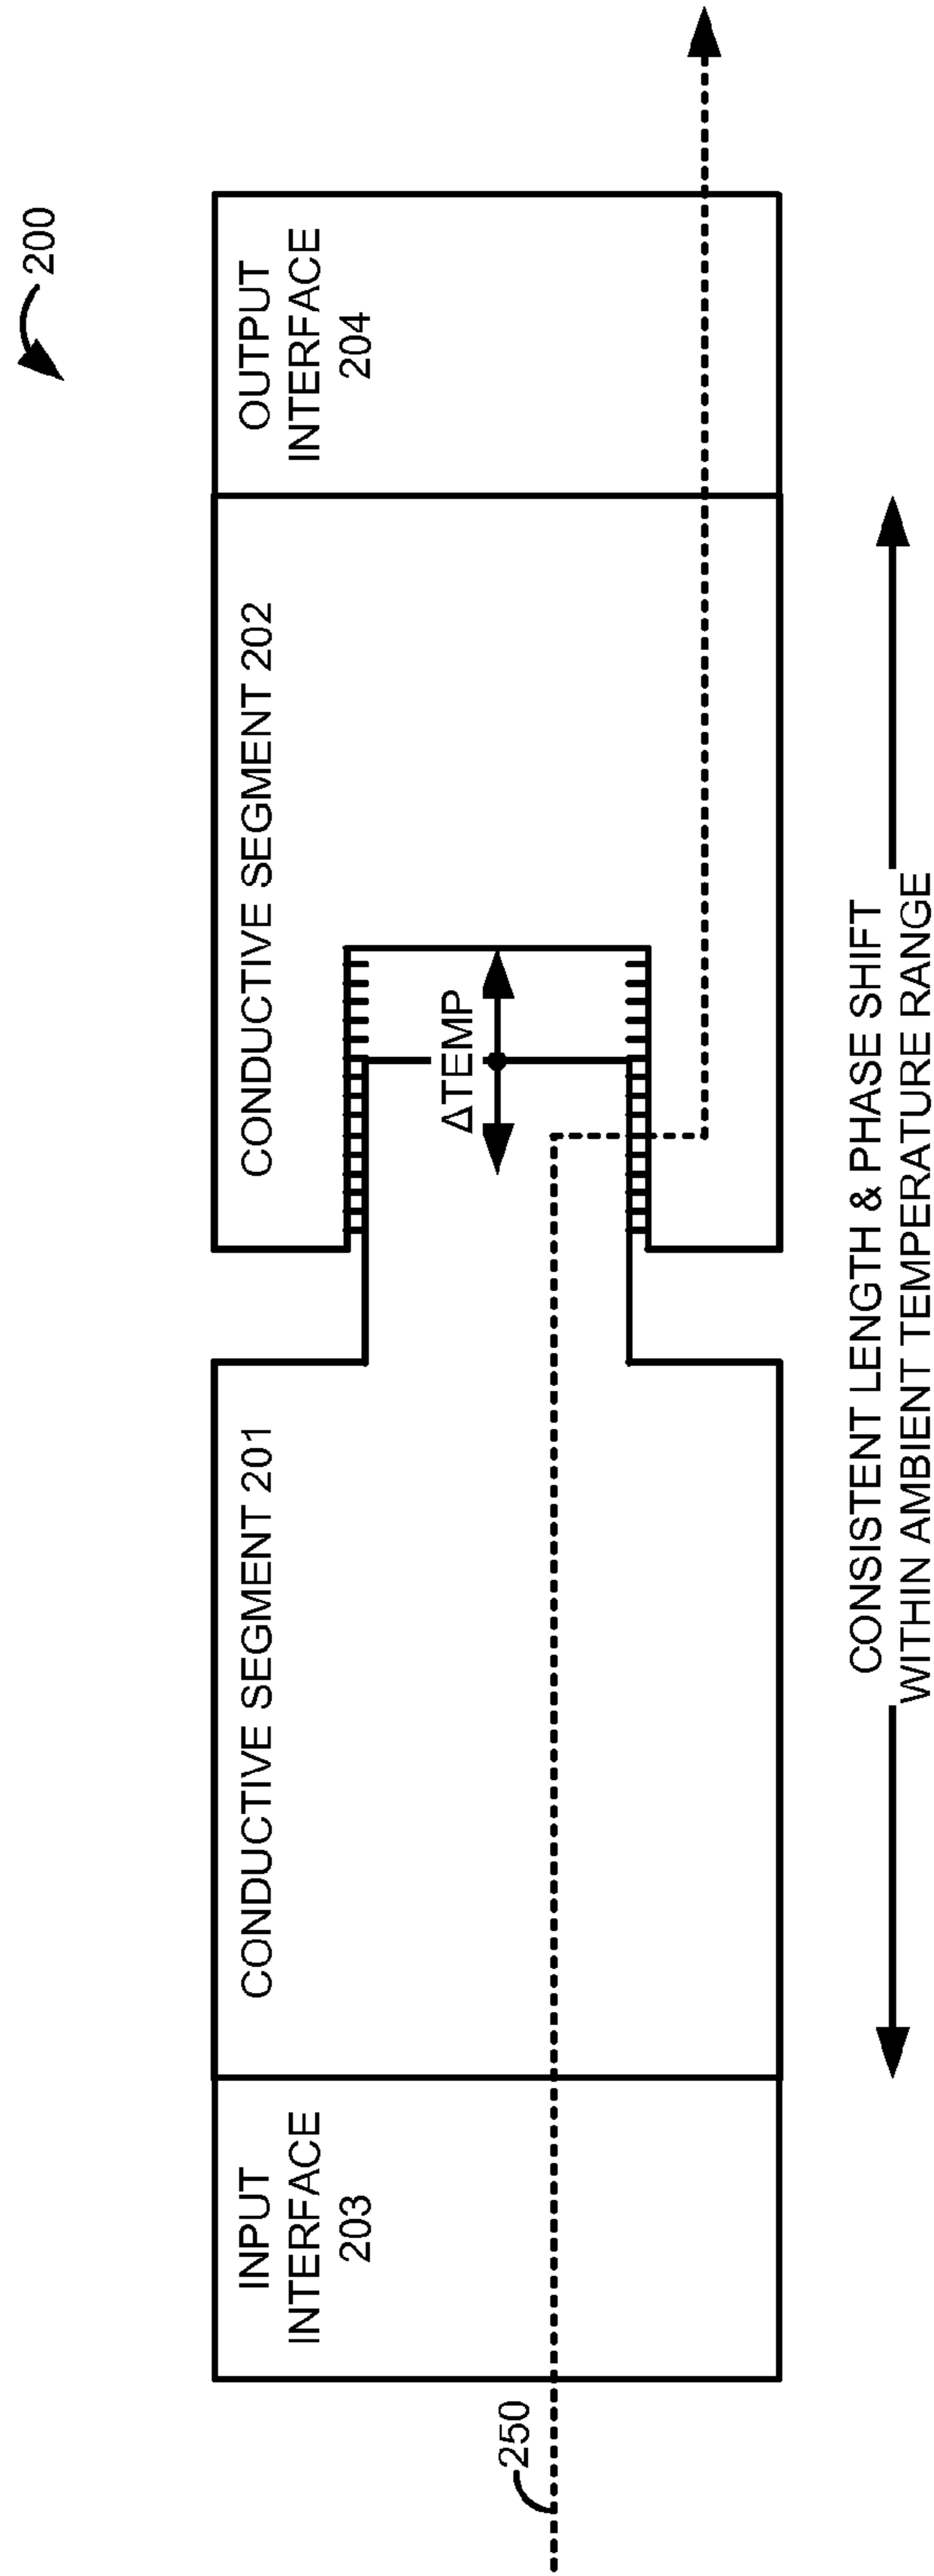 200
INPUT
INTERFACE
203
CONDUCTIVE SEGMENT 201
CONDUCTIVE SEGMENT 202
OUTPUT
INTERFACE
204
ΔTEMP
250
CONSISTENT LENGTH & PHASE SHIFT
WITHIN AMBIENT TEMPERATURE RANGE